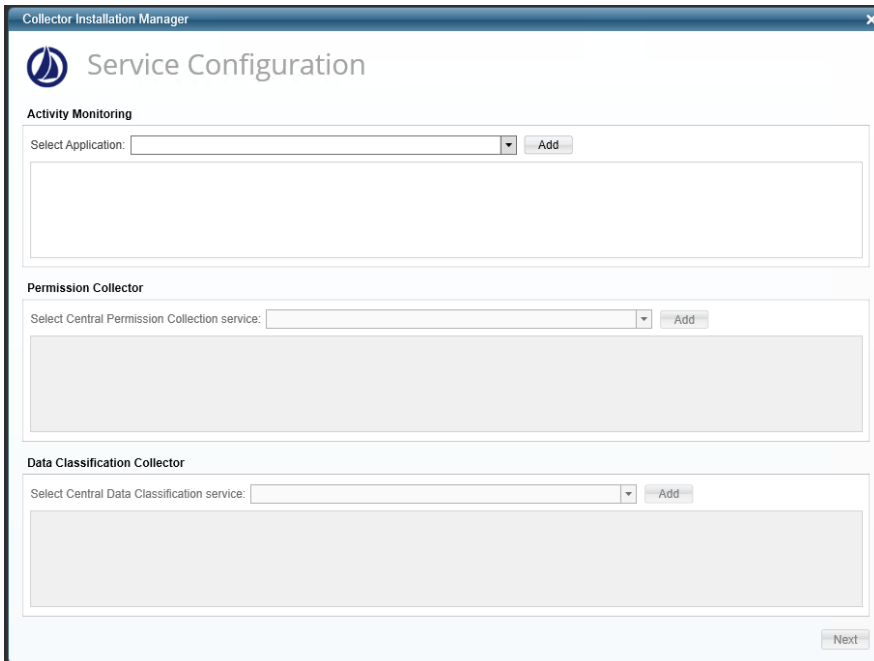 Collector Installation Manager
Service Configuration
Activity Monitoring
Select Application: Add
Permission Collector
Select Central Permission Collection service: Add
Data Classification Collector
Select Central Data Classification service: Add
Next